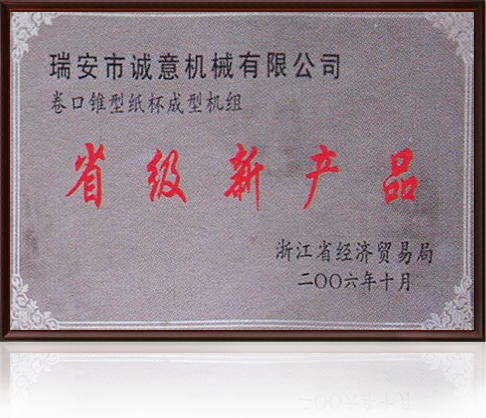 瑞安市诚意机械有限公司
卷口锥型纸杯成型机组
省级新产品
浙江省经济贸易局
二〇〇六年十月